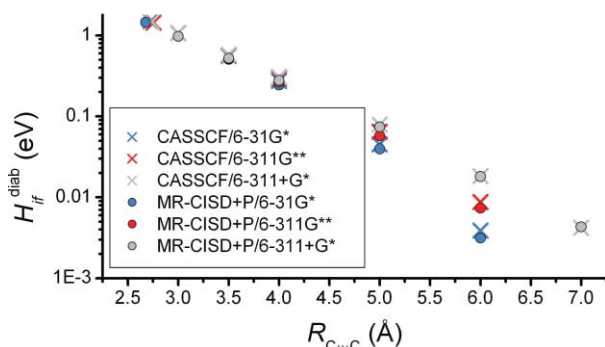 1
0.1
0.01
1E-3
H_if^diab (eV)
CASSCF/6-31G*
CASSCF/6-311G**
CASSCF/6-311+G*
MR-CISD+P/6-31G*
MR-CISD+P/6-311G**
MR-CISD+P/6-311+G*
2.5 3.0 3.5 4.0 4.5 5.0 5.5 6.0 6.5 7.0
R_C···C (Å)